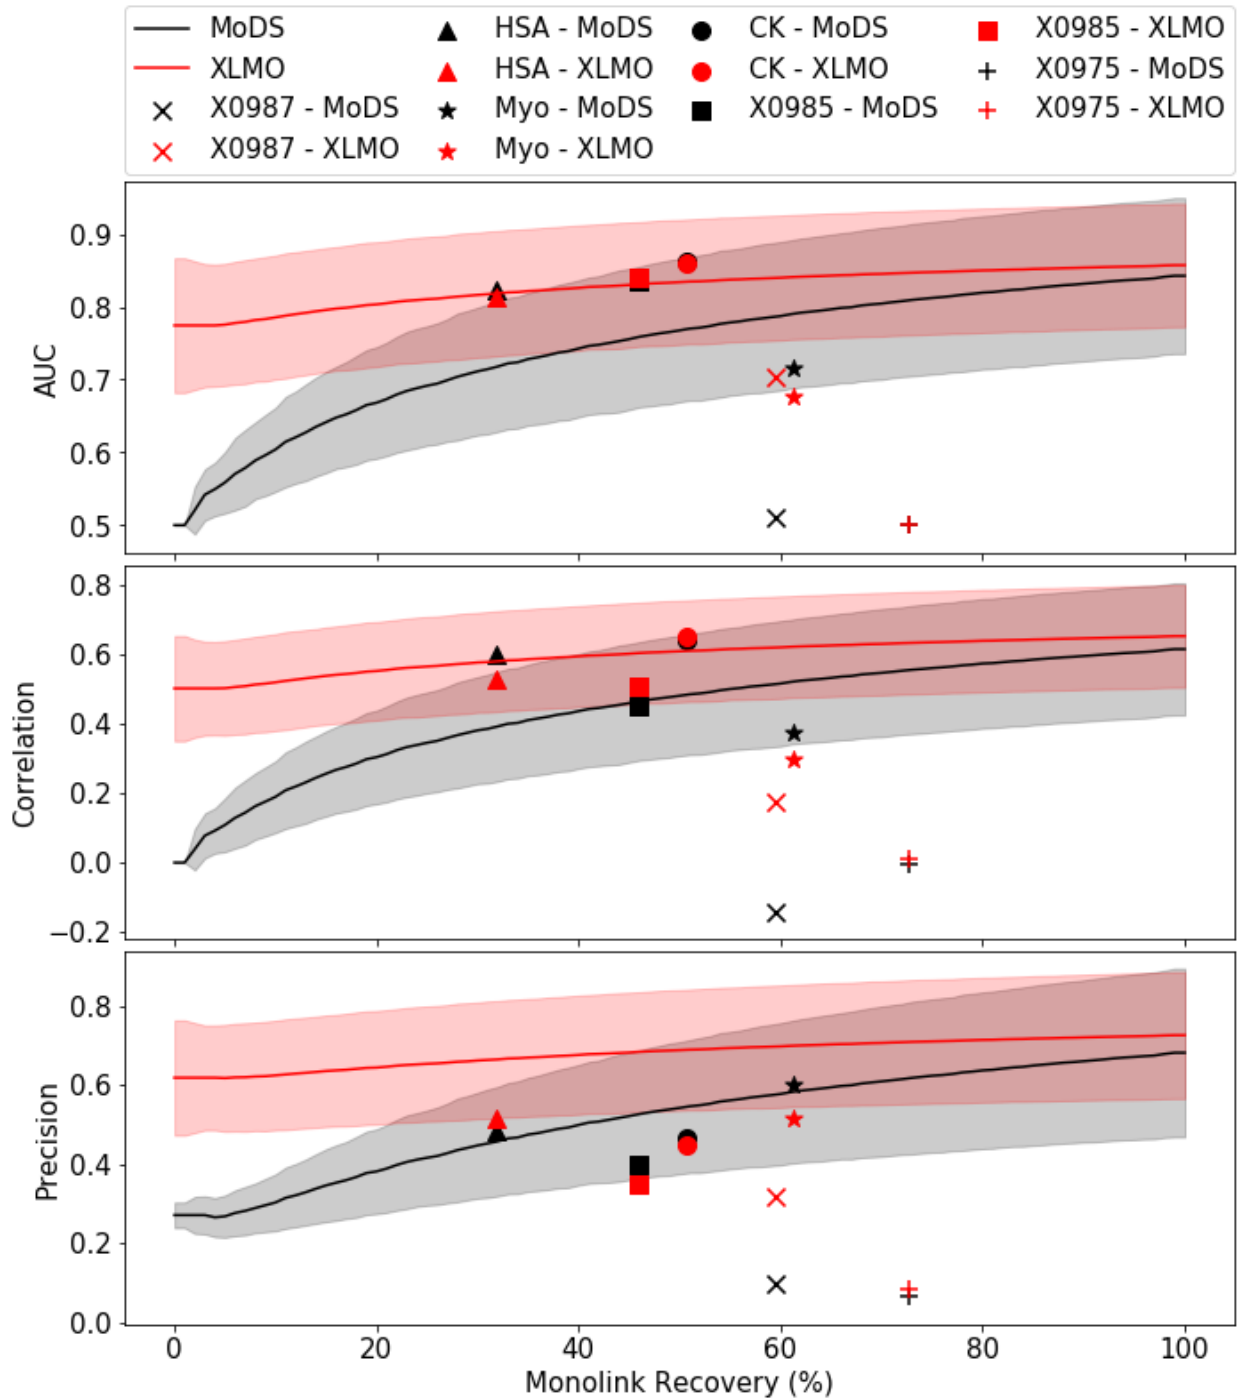 MoDS HSA - MoDS CK - MoDS X0985 - XLMO
XLMO HSA - XLMO CK - XLMO X0975 - MoDS
X0987 - MoDS Myo - MoDS X0985 - MoDS X0975 - XLMO
X0987 - XLMO Myo - XLMO
AUC
0.9
0.8
0.7
0.6
0.5
Correlation
0.8
0.6
0.4
0.2
0.0
−0.2
Precision
0.8
0.6
0.4
0.2
0.0
0 20 40 60 80 100
Monolink Recovery (%)